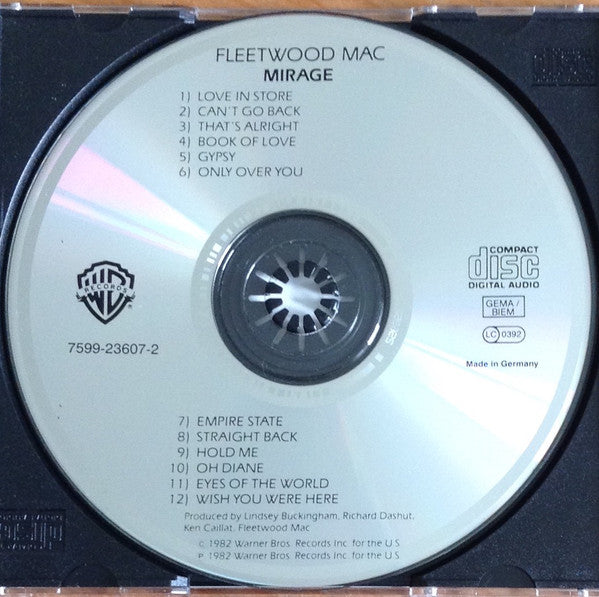 FLEETWOOD MAC
MIRAGE
1) LOVE IN STORE
2) CAN'T GO BACK
3) THAT'S ALRIGHT
4) BOOK OF LOVE
5) GYPSY
6) ONLY OVER YOU
WB
RECORDS
®
7599-23607-2
COMPACT
disc
DIGITAL AUDIO
GEMA/
BIEM
LC 0392
Made in Germany
7) EMPIRE STATE
8) STRAIGHT BACK
9) HOLD ME
10) OH DIANE
11) EYES OF THE WORLD
12) WISH YOU WERE HERE
Produced by Lindsey Buckingham, Richard Dashut,
Ken Caillat, Fleetwood Mac
© 1982 Warner Bros. Records Inc. for the U.S.
℗ 1982 Warner Bros. Records Inc. for the U.S.